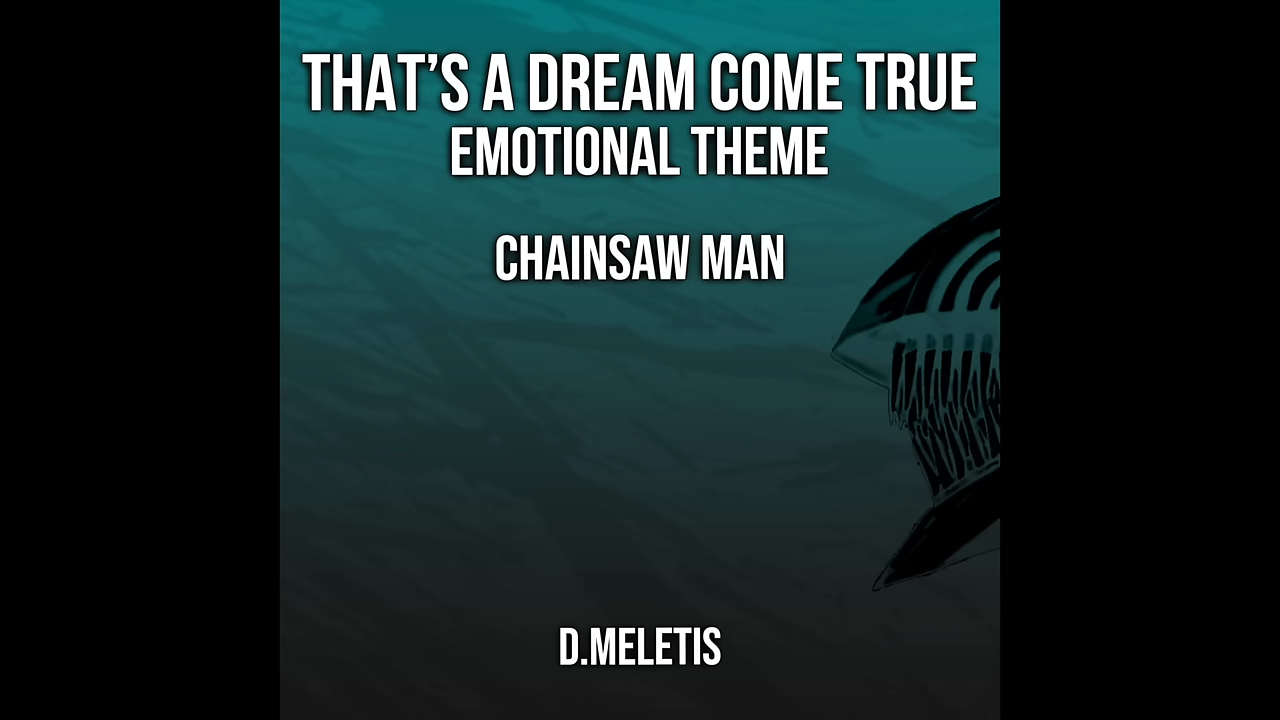 THAT'S A DREAM COME TRUE
EMOTIONAL THEME
CHAINSAW MAN
D.MELETIS